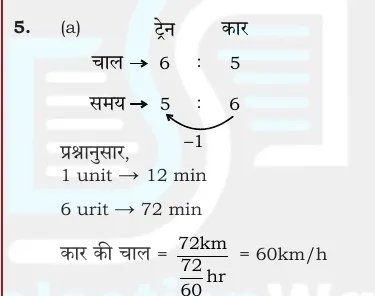 5. (a) ट्रेन कार
चाल → 6 : 5
समय → 5 : 6
–1
प्रश्नानुसार,
1 unit → 12 min
6 urit → 72 min
कार की चाल = 72km / (72/60 hr) = 60km/h